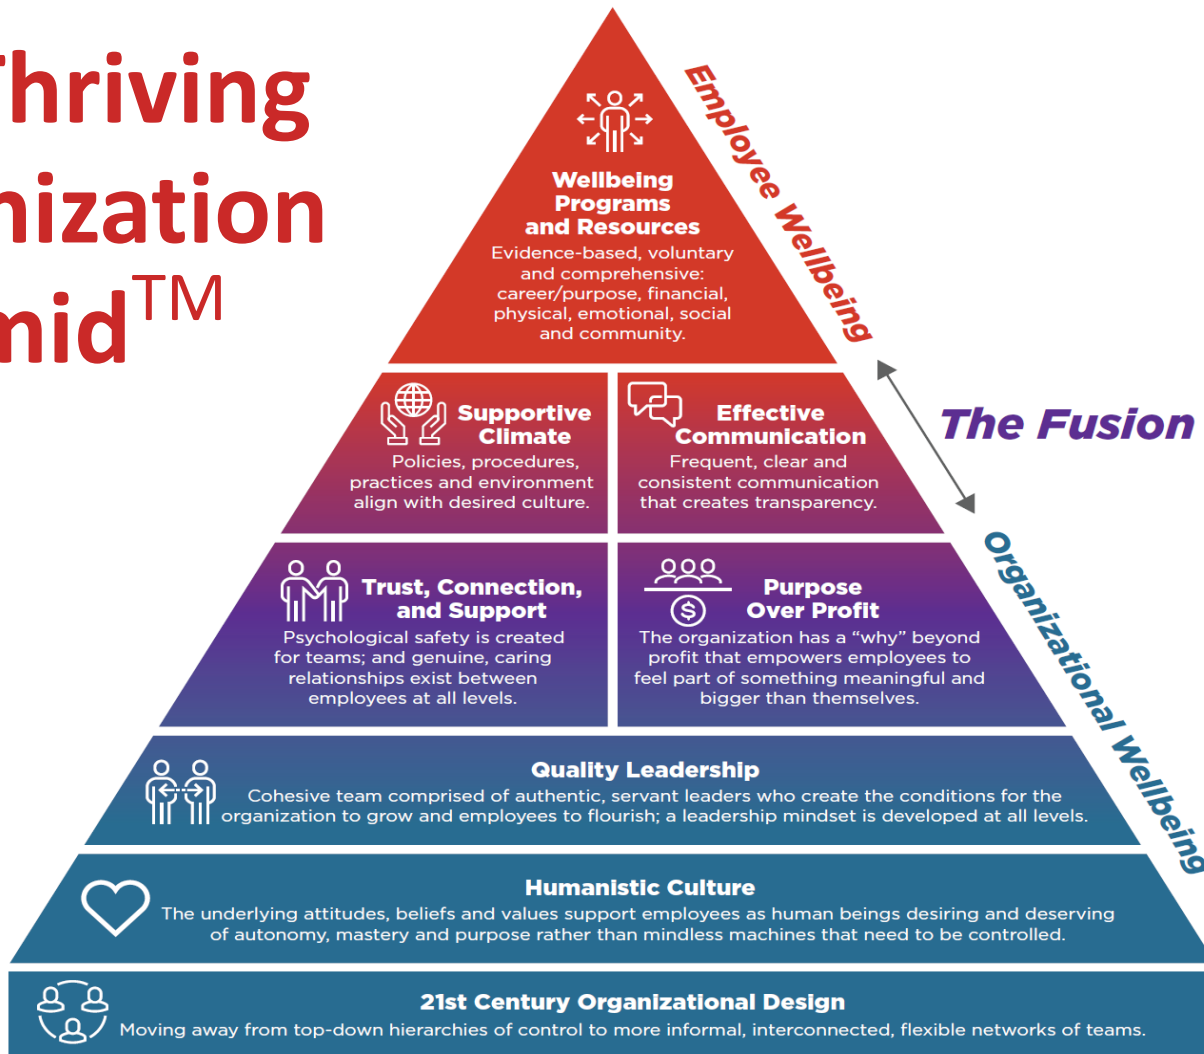 Thriving
nization
mid™
Employee Wellbeing
Wellbeing
Programs
and Resources
Evidence-based, voluntary
and comprehensive:
career/purpose, financial,
physical, emotional, social
and community.
Supportive
Climate
Policies, procedures,
practices and environment
align with desired culture.
Effective
Communication
Frequent, clear and
consistent communication
that creates transparency.
The Fusion
Trust, Connection,
and Support
Psychological safety is created
for teams; and genuine, caring
relationships exist between
employees at all levels.
$
Purpose
Over Profit
The organization has a “why” beyond
profit that empowers employees to
feel part of something meaningful and
bigger than themselves.
Organizational Wellbeing
Quality Leadership
Cohesive team comprised of authentic, servant leaders who create the conditions for the
organization to grow and employees to flourish; a leadership mindset is developed at all levels.
Humanistic Culture
The underlying attitudes, beliefs and values support employees as human beings desiring and deserving
of autonomy, mastery and purpose rather than mindless machines that need to be controlled.
21st Century Organizational Design
Moving away from top-down hierarchies of control to more informal, interconnected, flexible networks of teams.